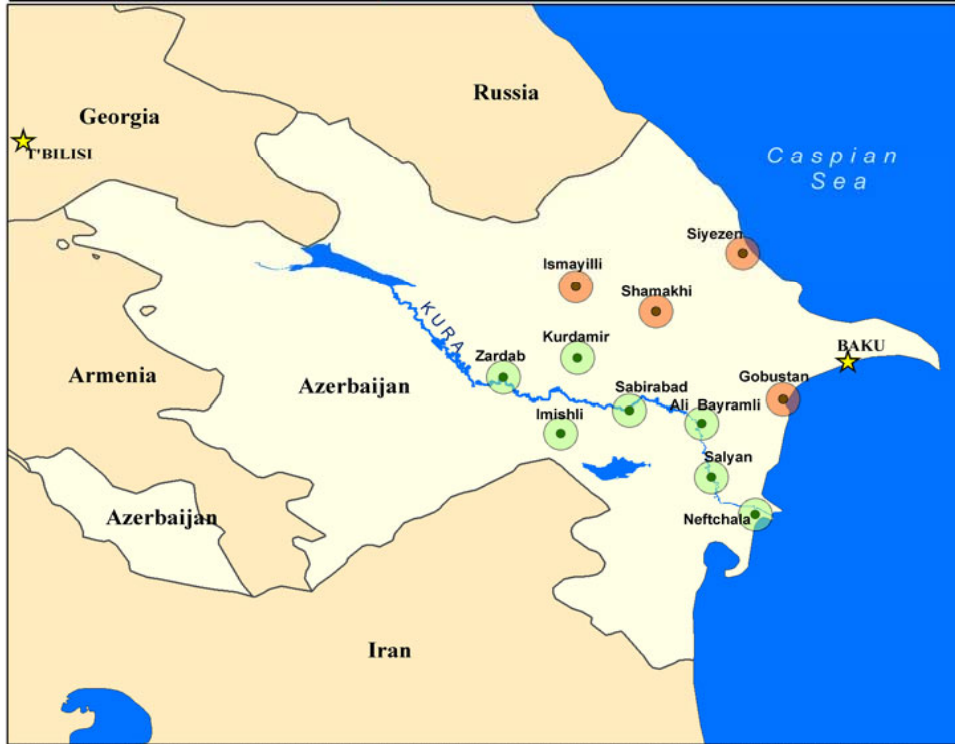 Russia
Georgia
T'BILISI
Caspian
Sea
Siyezen
Ismayilli
Shamakhi
KURA
Kurdamir
BAKU
Zardab
Armenia
Gobustan
Azerbaijan
Sabirabad
Ali Bayramli
Imishli
Salyan
Azerbaijan
Neftchala
Iran